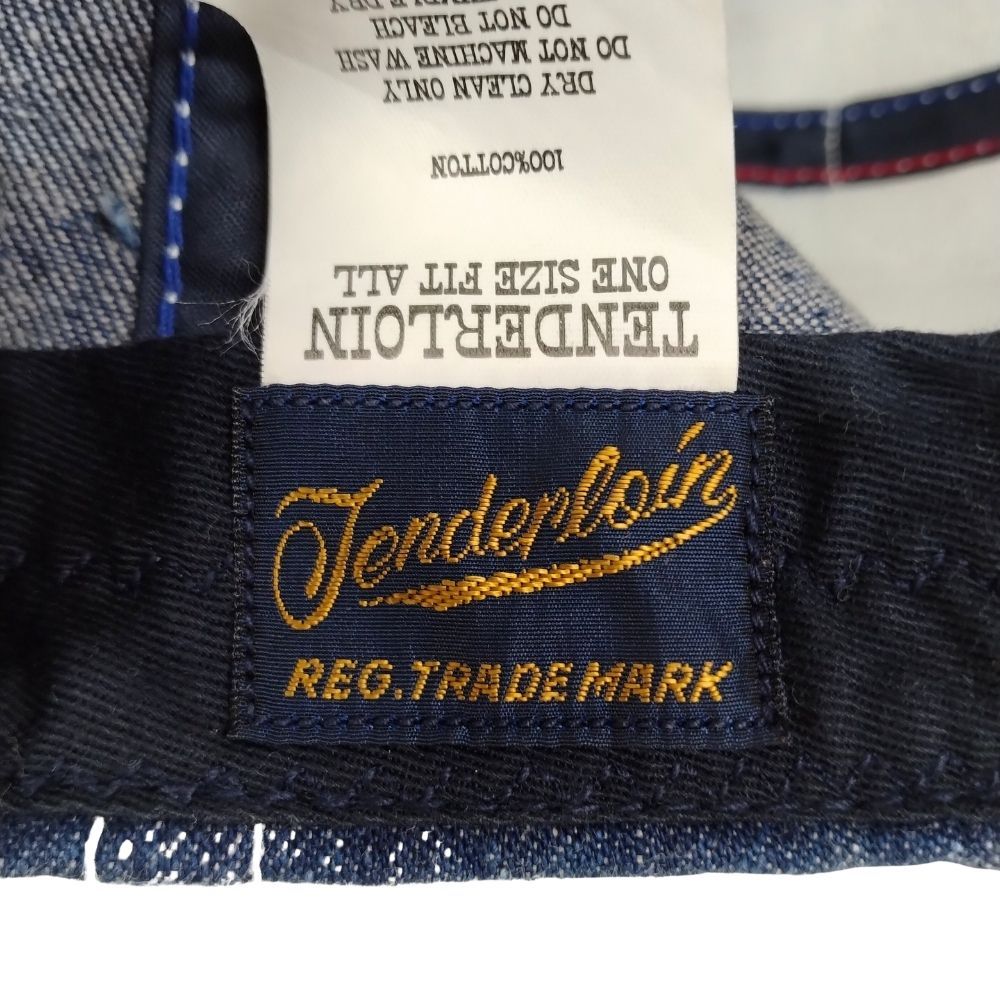 TENDERLOIN
ONE SIZE FIT ALL
100%COTTON
DRY CLEAN ONLY
DO NOT MACHINE WASH
DO NOT BLEACH
DRY
Tenderloin
REG. TRADE MARK